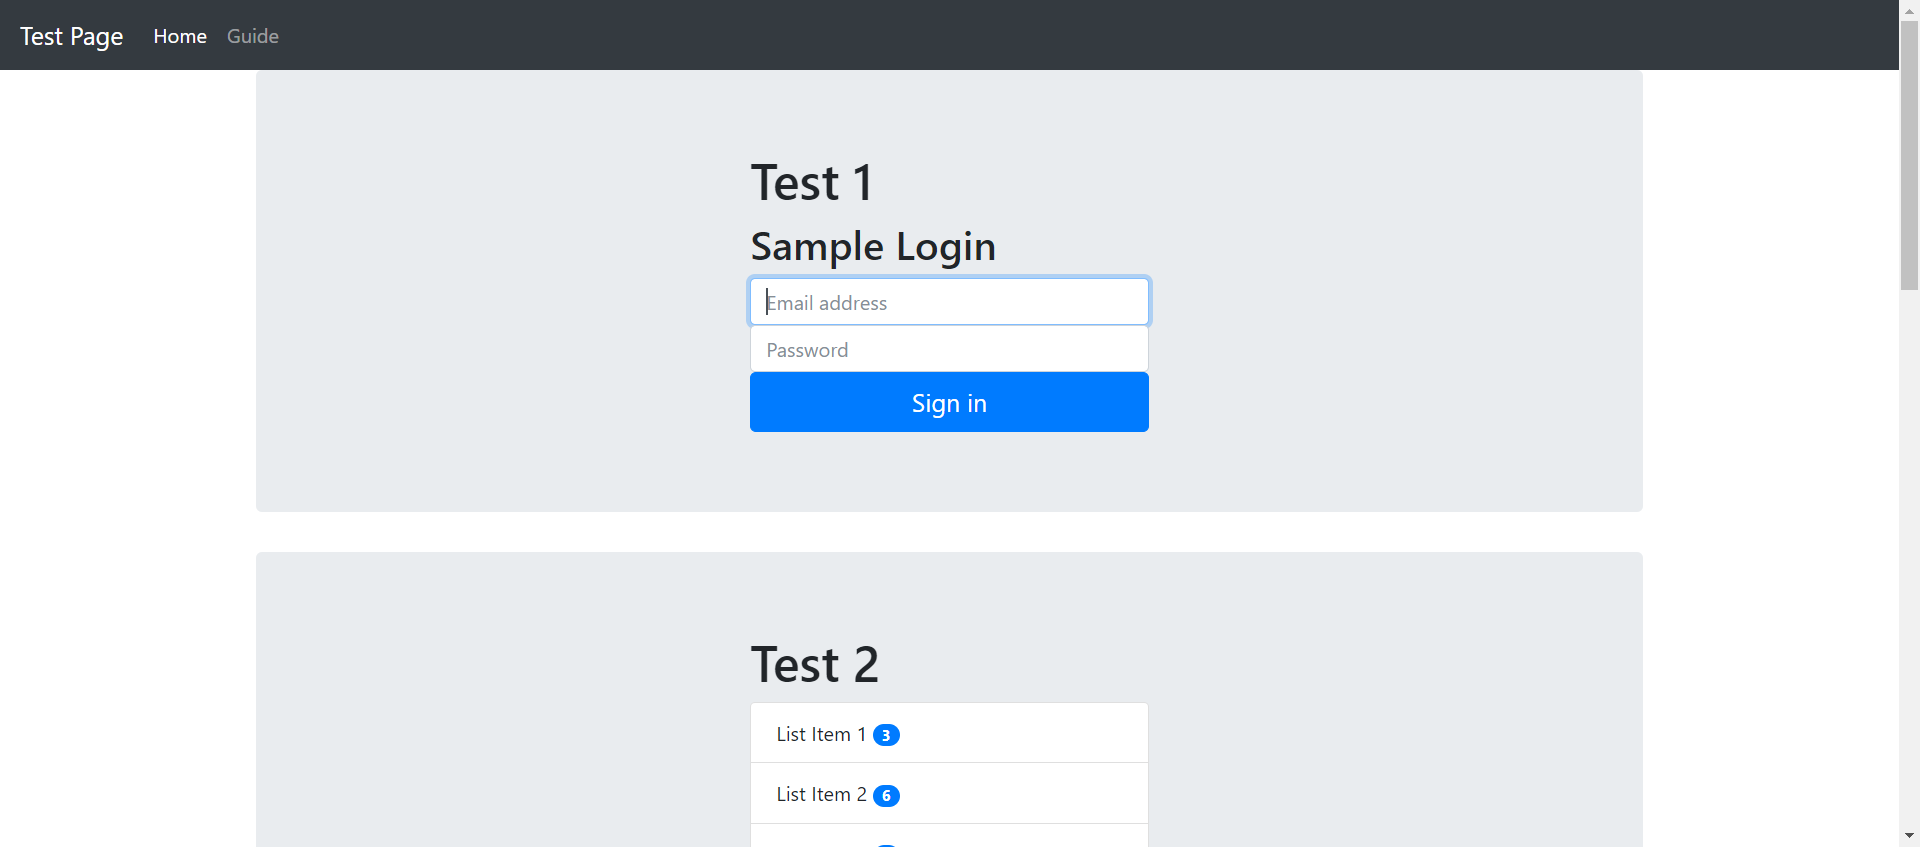 Test Page Home Guide
Test 1
Sample Login
Email address
Password
Sign in
Test 2
List Item 1 3
List Item 2 6